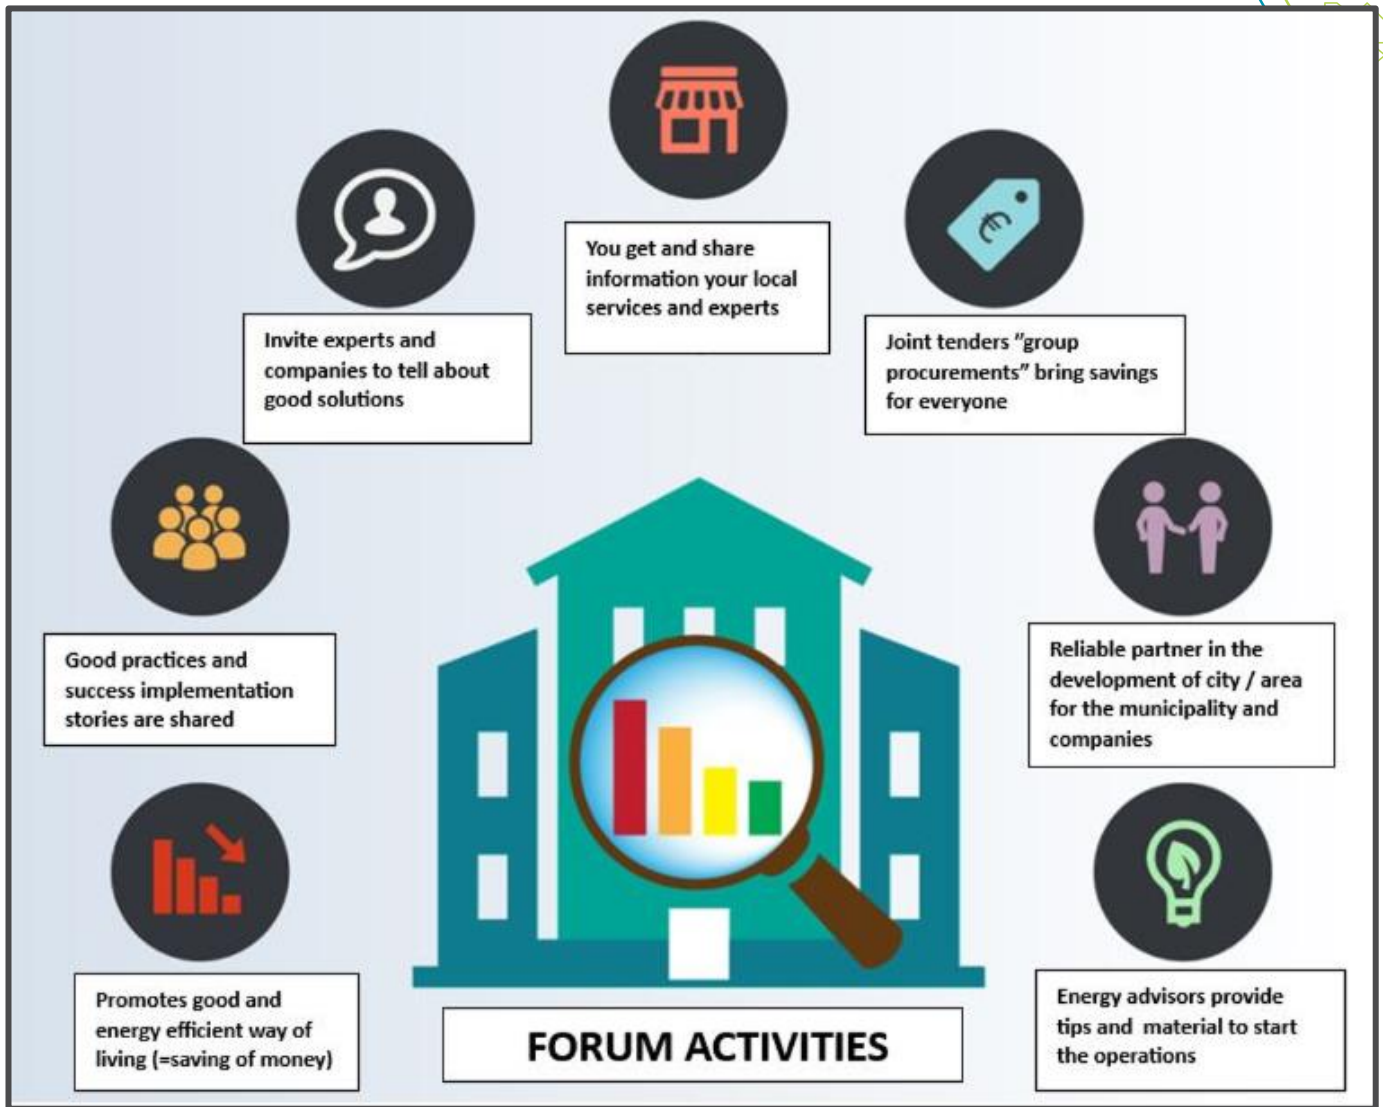 You get and share
information your local
services and experts
Invite experts and
companies to tell about
good solutions
Joint tenders ”group
procurements” bring savings
for everyone
Good practices and
success implementation
stories are shared
Reliable partner in the
development of city / area
for the municipality and
companies
Promotes good and
energy efficient way of
living (=saving of money)
Energy advisors provide
tips and material to start
the operations
FORUM ACTIVITIES